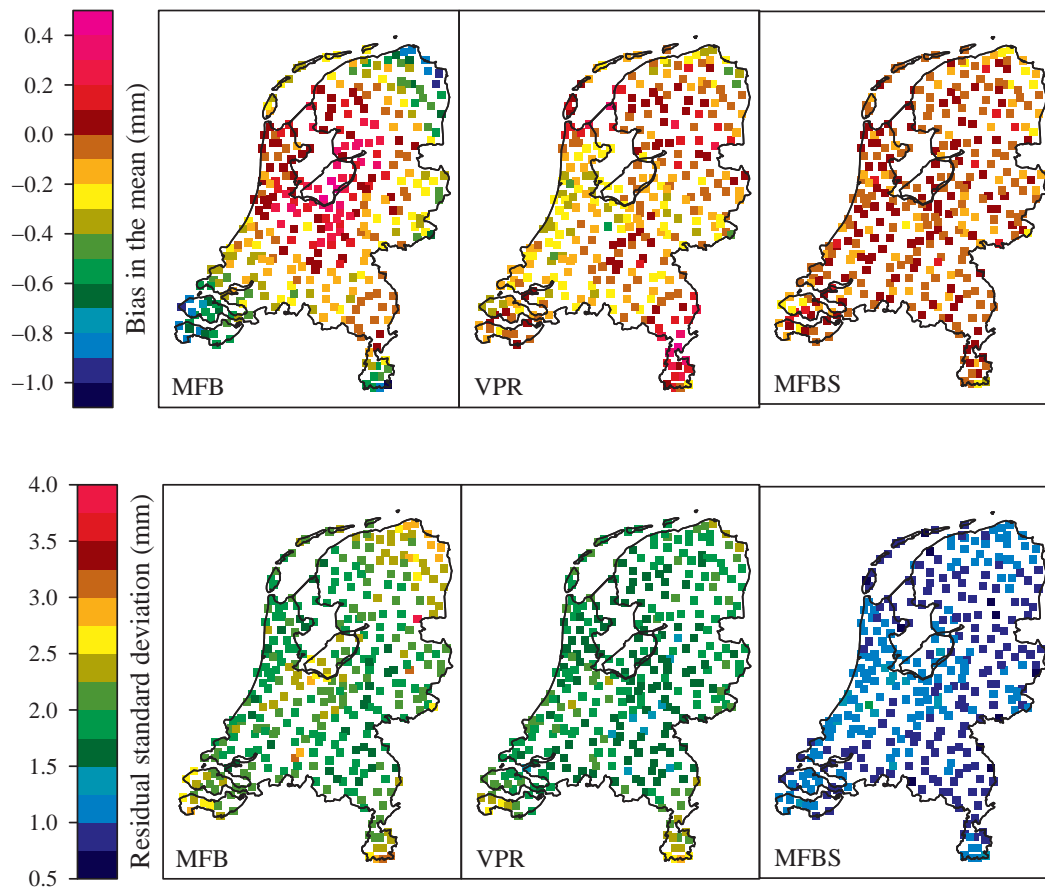 0.4
0.2
0.0
−0.2
−0.4
−0.6
−0.8
−1.0
Bias in the mean (mm)
MFB
VPR
MFBS
4.0
3.5
3.0
2.5
2.0
1.5
1.0
0.5
Residual standard deviation (mm)
MFB
VPR
MFBS